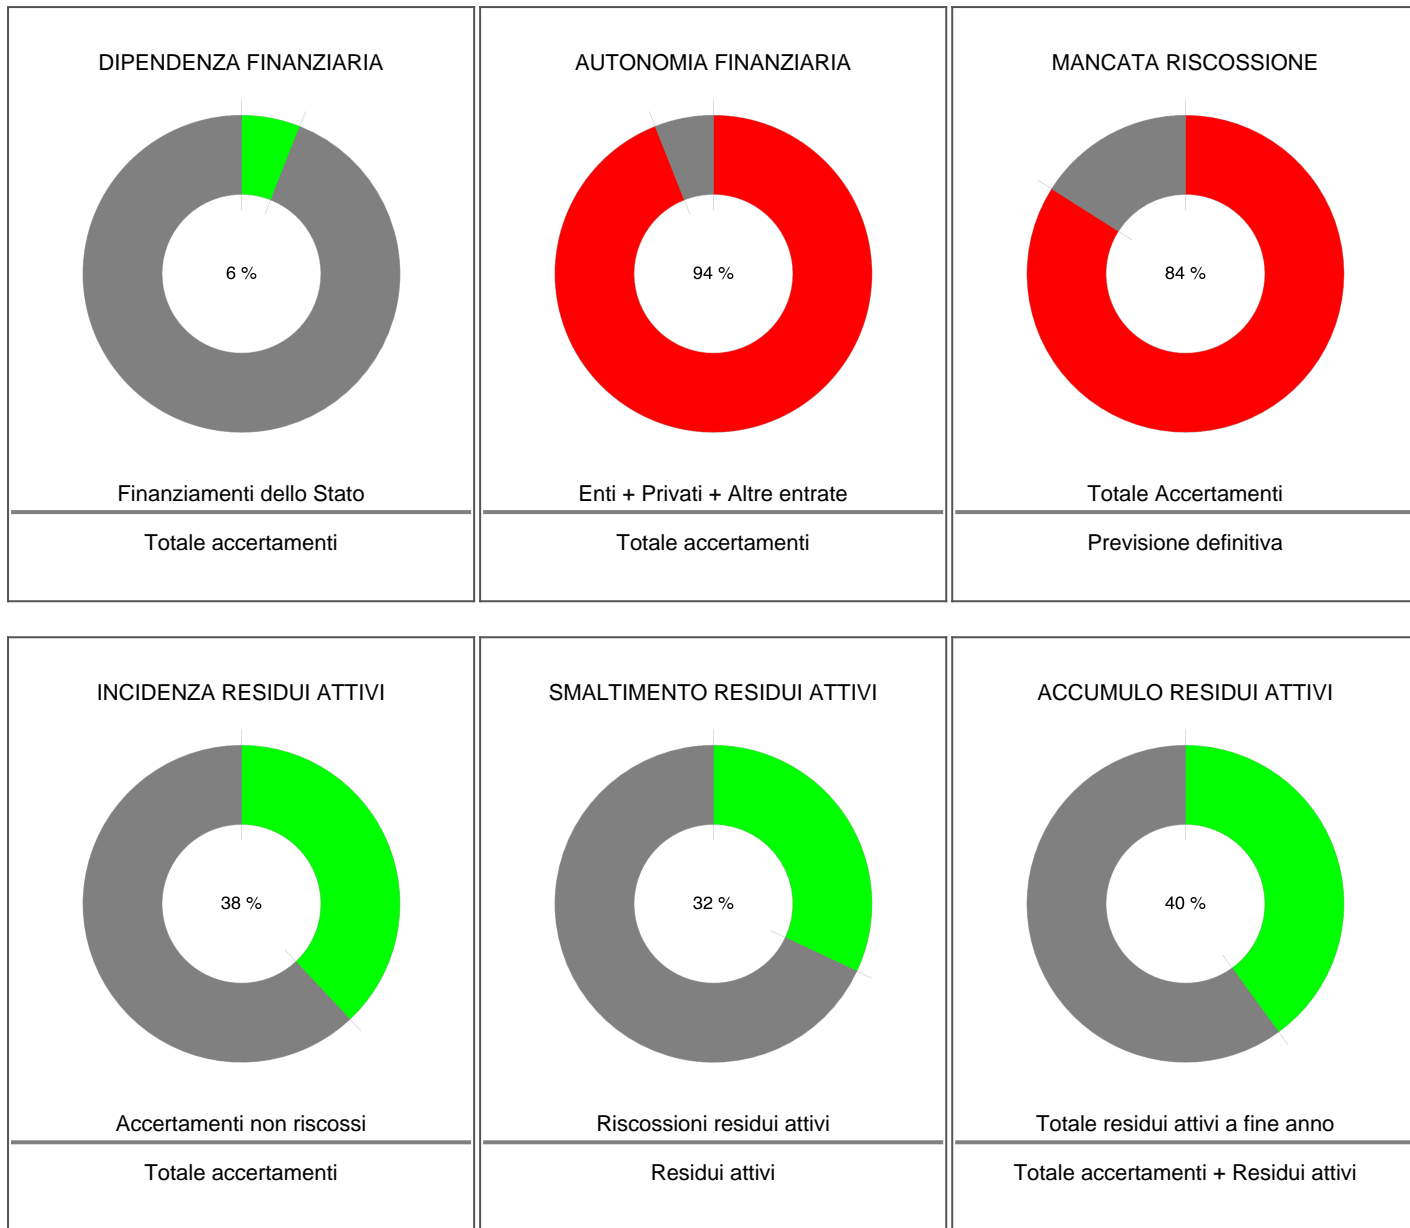 DIPENDENZA FINANZIARIA
6 %
Finanziamenti dello Stato
Totale accertamenti
AUTONOMIA FINANZIARIA
94 %
Enti + Privati + Altre entrate
Totale accertamenti
MANCATA RISCOSSIONE
84 %
Totale Accertamenti
Previsione definitiva
INCIDENZA RESIDUI ATTIVI
38 %
Accertamenti non riscossi
Totale accertamenti
SMALTIMENTO RESIDUI ATTIVI
32 %
Riscossioni residui attivi
Residui attivi
ACCUMULO RESIDUI ATTIVI
40 %
Totale residui attivi a fine anno
Totale accertamenti + Residui attivi